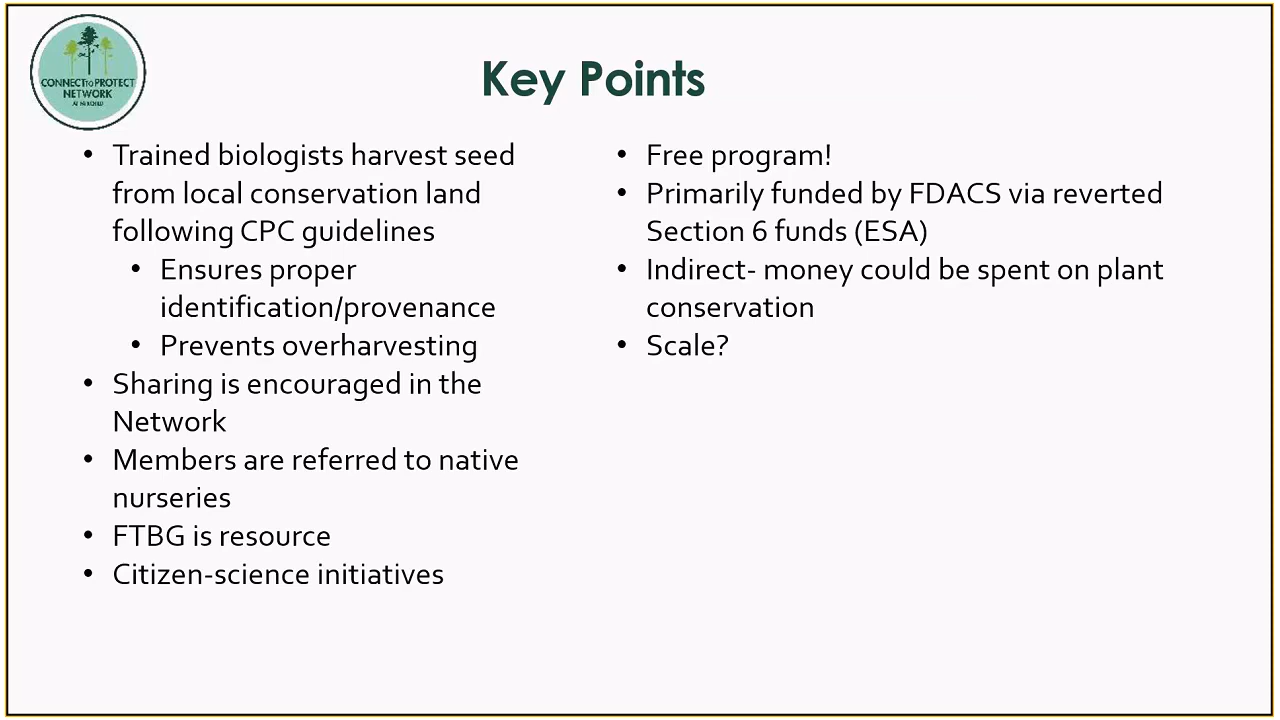 CONNECT TO PROTECT
NETWORK
Key Points
• Trained biologists harvest seed
from local conservation land
following CPC guidelines
• Ensures proper
identification/provenance
• Prevents overharvesting
• Sharing is encouraged in the
Network
• Members are referred to native
nurseries
• FTBG is resource
• Citizen-science initiatives
• Free program!
• Primarily funded by FDACS via reverted
Section 6 funds (ESA)
• Indirect- money could be spent on plant
conservation
• Scale?